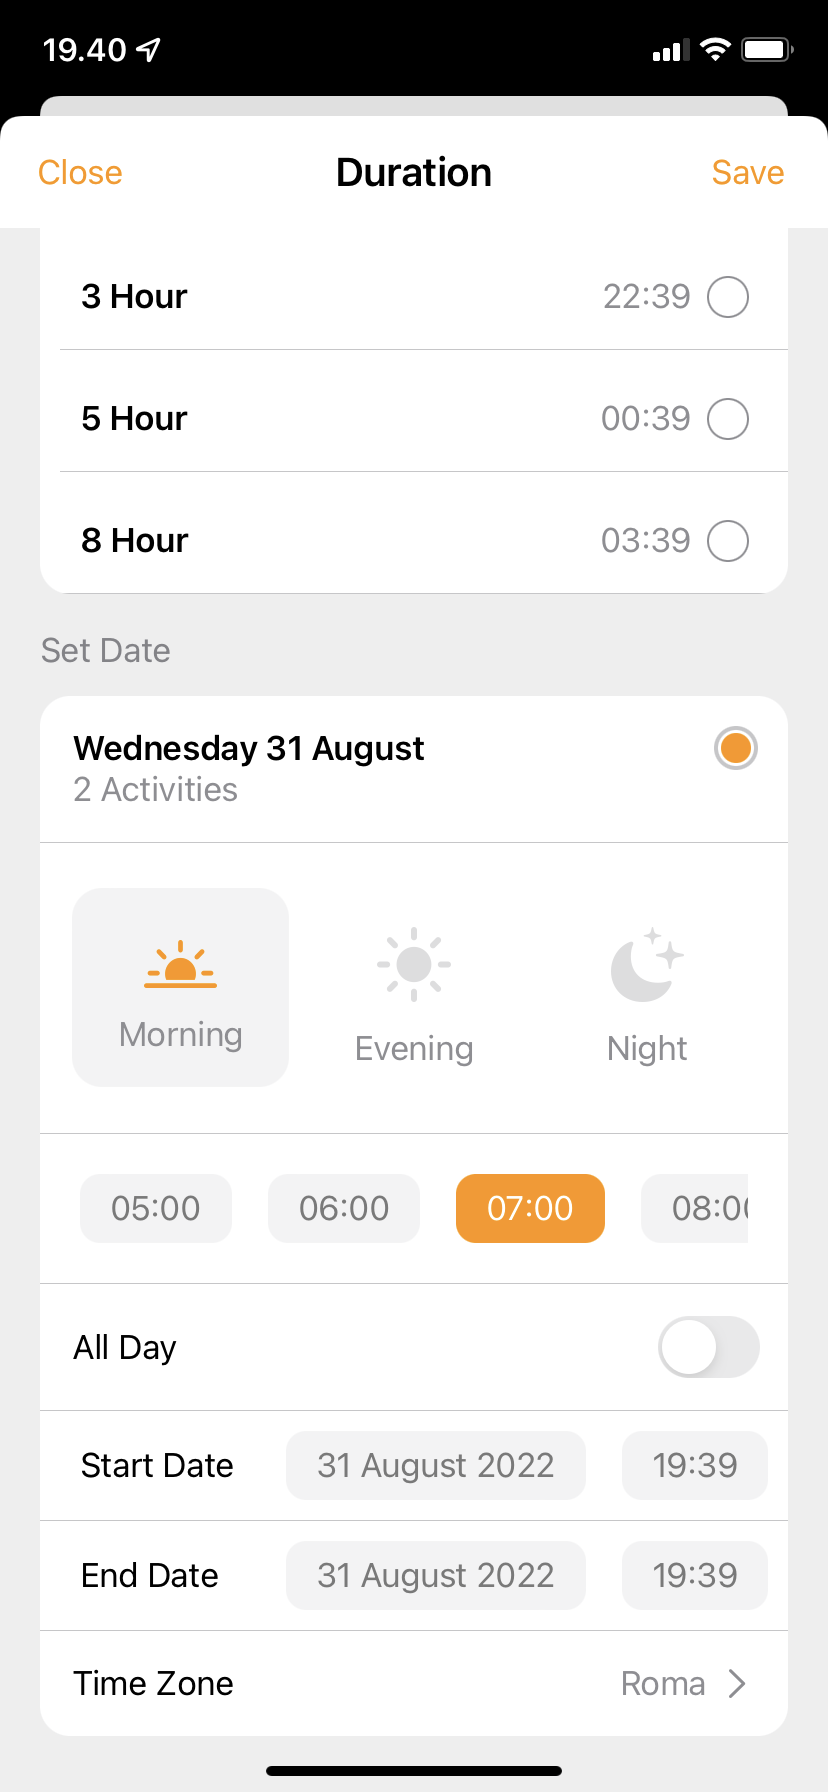 19.40
Close Duration Save
3 Hour 22:39
5 Hour 00:39
8 Hour 03:39
Set Date
Wednesday 31 August
2 Activities
Morning Evening Night
05:00 06:00 07:00 08:00
All Day
Start Date 31 August 2022 19:39
End Date 31 August 2022 19:39
Time Zone Roma